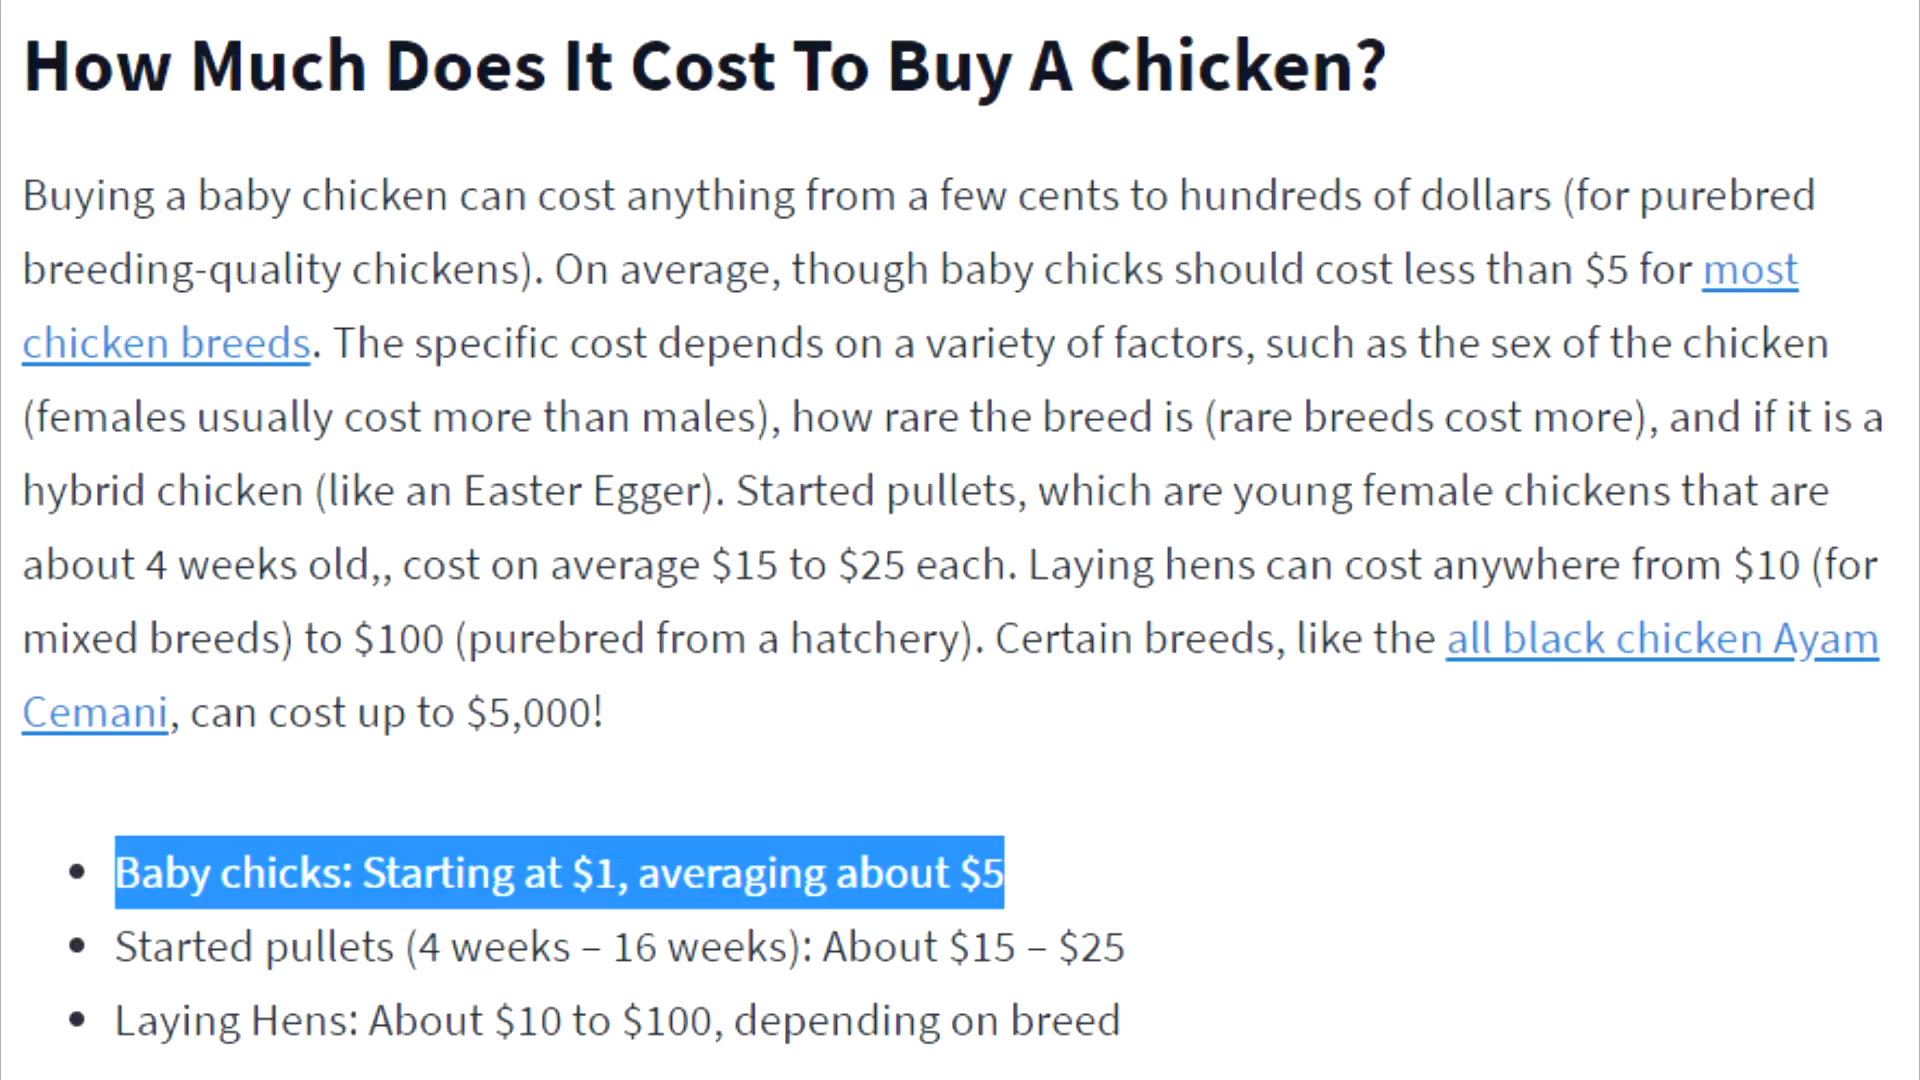 How Much Does It Cost To Buy A Chicken?
Buying a baby chicken can cost anything from a few cents to hundreds of dollars (for purebred
breeding-quality chickens). On average, though baby chicks should cost less than $5 for most
chicken breeds. The specific cost depends on a variety of factors, such as the sex of the chicken
(females usually cost more than males), how rare the breed is (rare breeds cost more), and if it is a
hybrid chicken (like an Easter Egger). Started pullets, which are young female chickens that are
about 4 weeks old,, cost on average $15 to $25 each. Laying hens can cost anywhere from $10 (for
mixed breeds) to $100 (purebred from a hatchery). Certain breeds, like the all black chicken Ayam
Cemani, can cost up to $5,000!
• Baby chicks: Starting at $1, averaging about $5
• Started pullets (4 weeks – 16 weeks): About $15 – $25
• Laying Hens: About $10 to $100, depending on breed